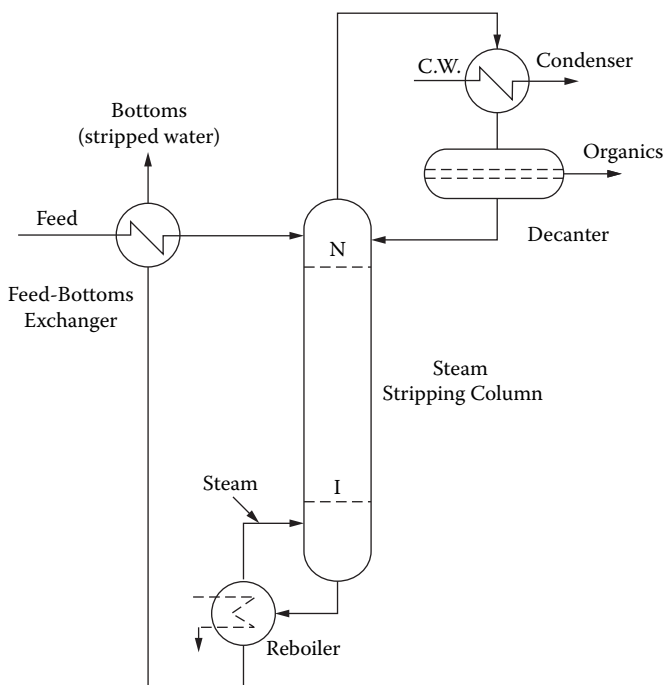 C.W.
Condenser
Bottoms
(stripped water)
Organics
Feed
N
Decanter
Feed-Bottoms
Exchanger
Steam
Stripping Column
Steam
I
Reboiler